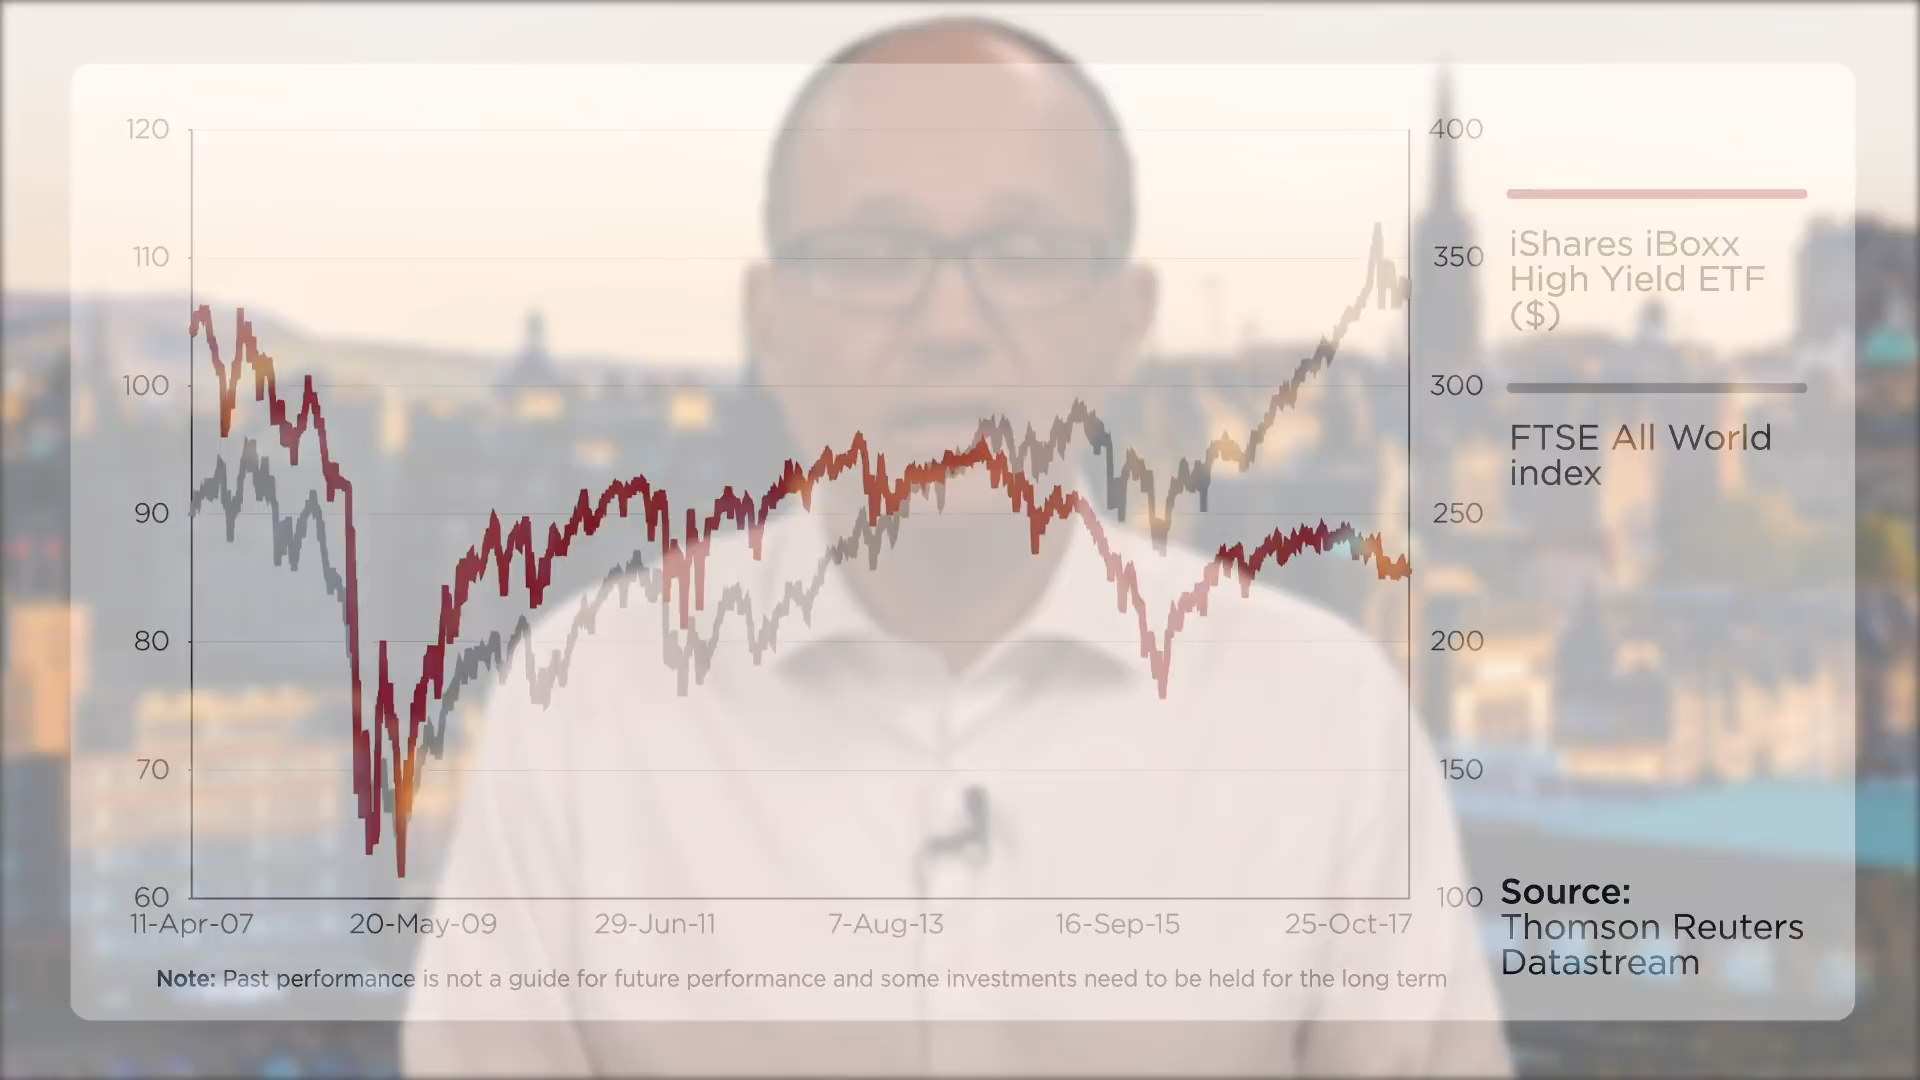 120
110
100
90
80
70
60
400
350
300
250
200
150
100
11-Apr-07
20-May-09
29-Jun-11
7-Aug-13
16-Sep-15
25-Oct-17
iShares iBoxx
High Yield ETF
($)
FTSE All World
index
Source:
Thomson Reuters
Datastream
Note: Past performance is not a guide for future performance and some investments need to be held for the long term